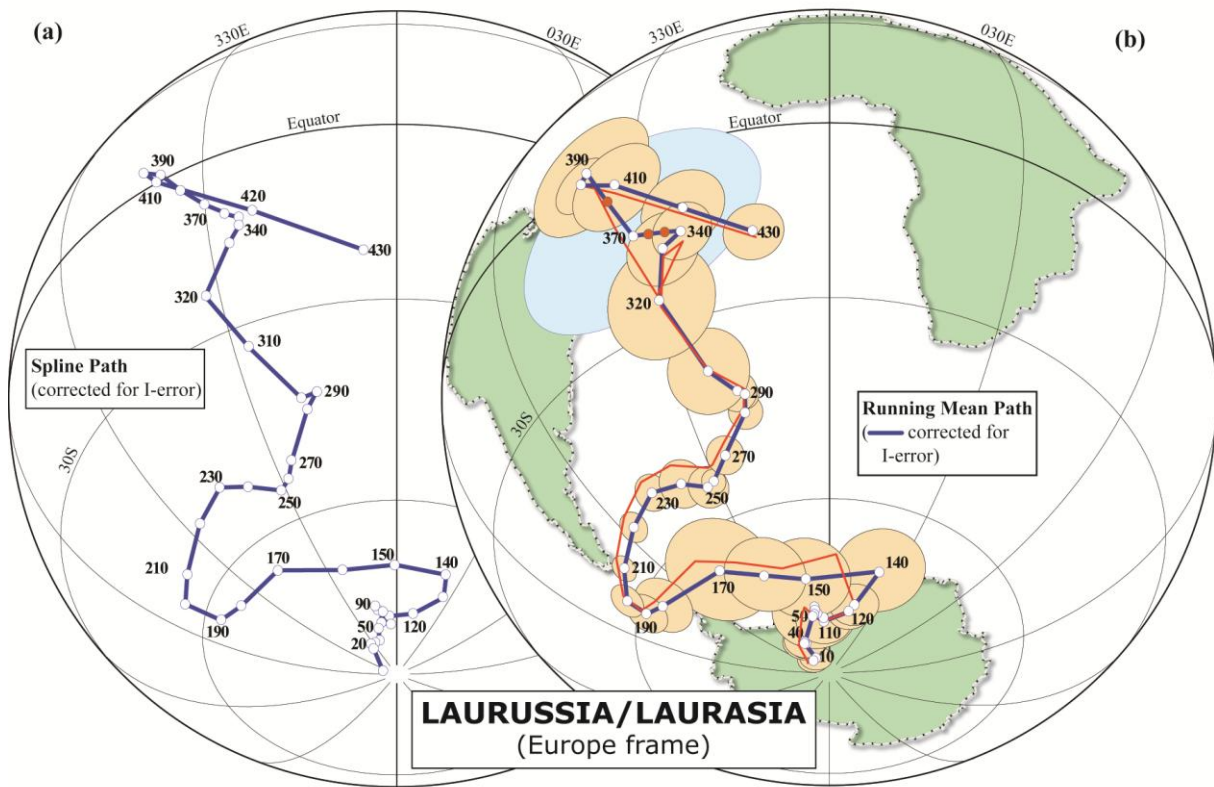 (a)
330E
030E
Equator
390
410
420
370
340
430
320
310
Spline Path
(corrected for I-error)
290
30S
270
230
250
210
170
150
140
190
90
120
50
20
(b)
330E
030E
Equator
390
410
370
340
430
320
290
Running Mean Path
( corrected for
I-error)
30S
270
230
250
210
170
150
140
190
50
120
40
110
10
LAURUSSIA/LAURASIA
(Europe frame)